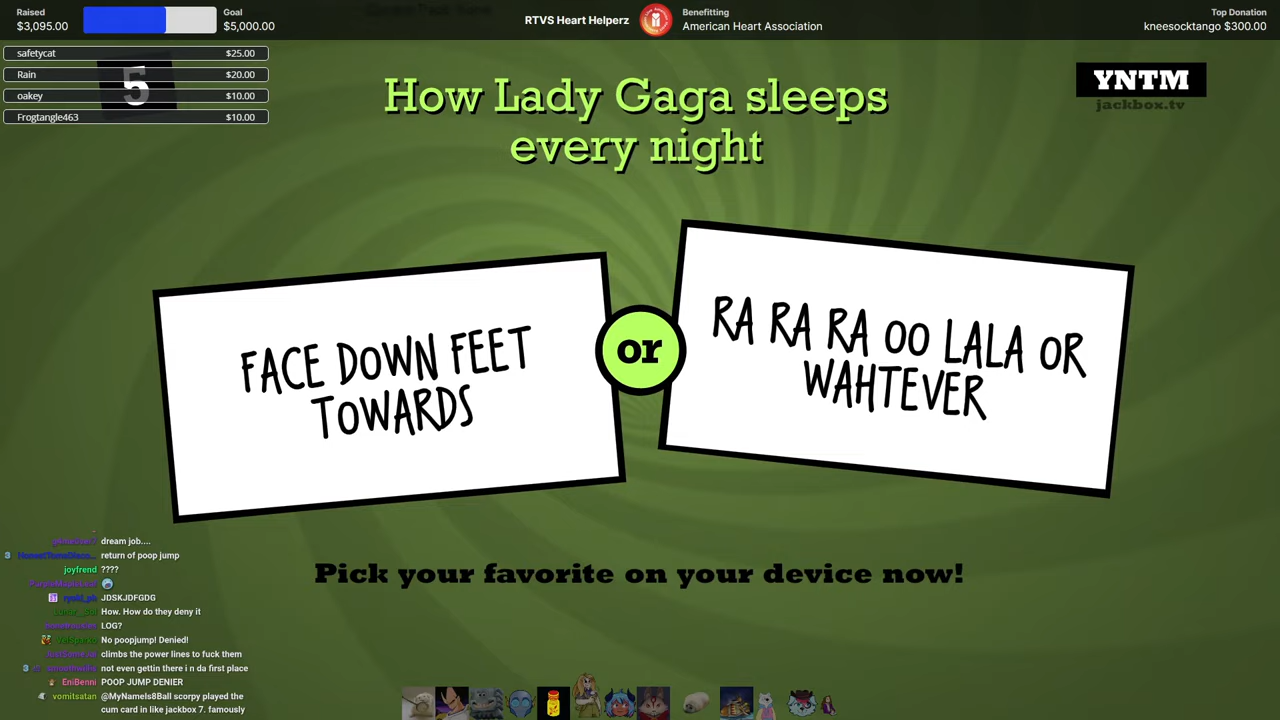 Raised
$3,095.00
Goal
$5,000.00
RTVS Heart Helperz
Benefitting
American Heart Association
Top Donation
kneesocktango $300.00
safetycat $25.00
Rain $20.00
oakey $10.00
Frogtangle463 $10.00
5
YNTM
jackbox.tv
How Lady Gaga sleeps
every night
FACE DOWN FEET
TOWARDS
or
RA RA RA OO LALA OR
WAHTEVER
Pick your favorite on your device now!
dream job....
return of poop jump
joyfrend ????
JDSKJDFGDG
How. How do they deny it
LOG?
No poopjump! Denied!
climbs the power lines to fuck them
not even gettin there i n da first place
EniBenni POOP JUMP DENIER
vomitsatan @MyNameIs8Ball scorpy played the
cum card in like jackbox 7. famously